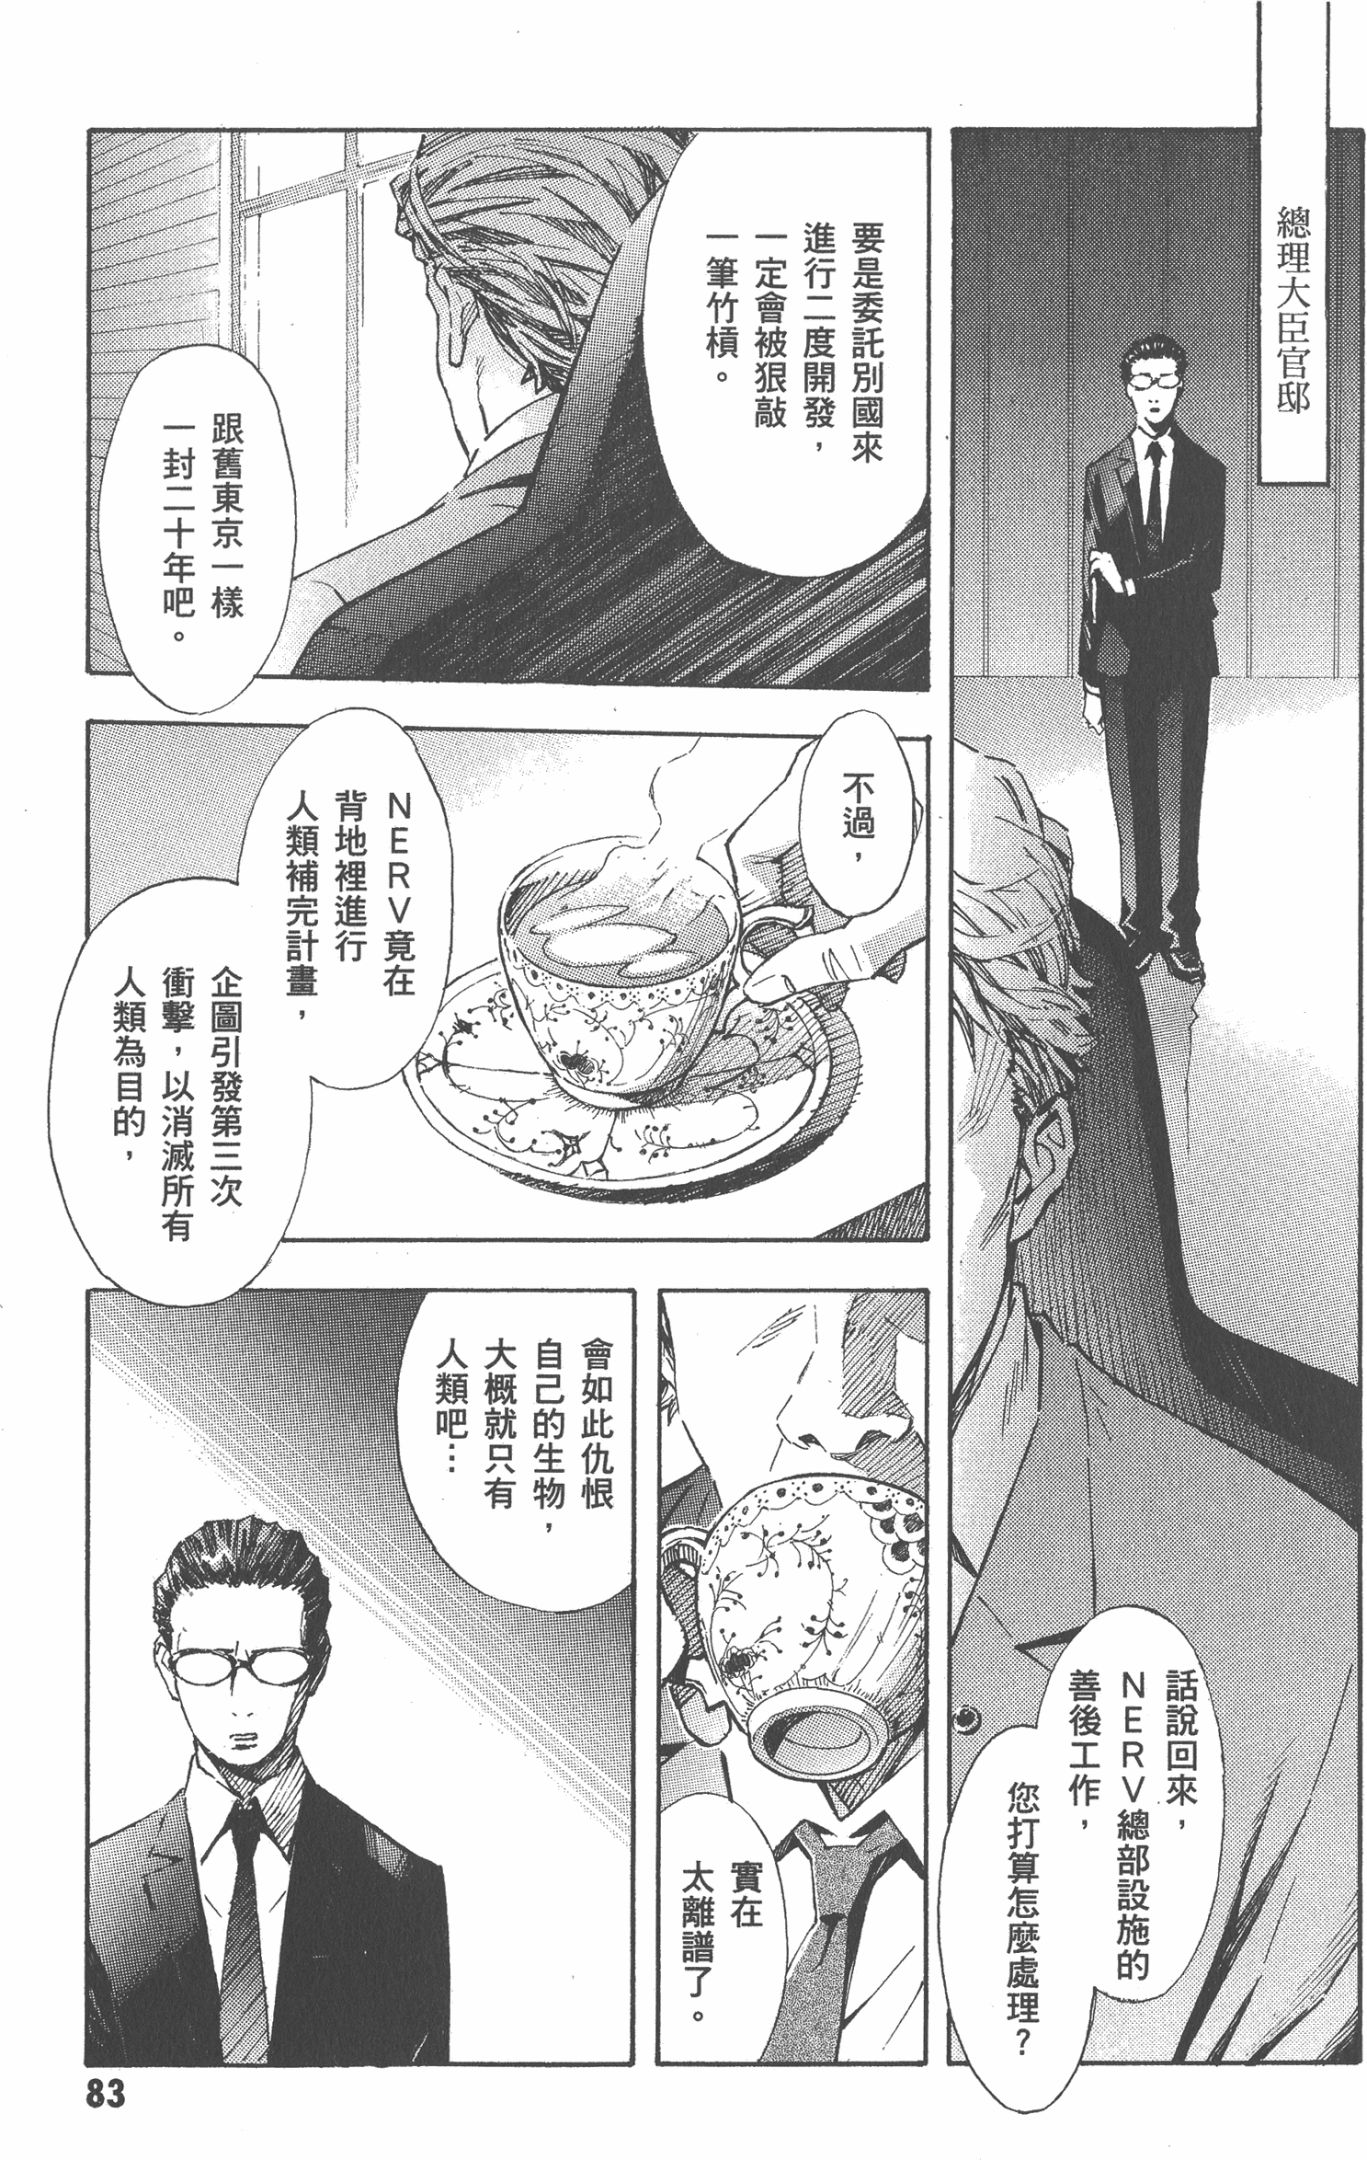 總理大臣官邸
話說回來，
ＮＥＲＶ總部設施的
善後工作，
您打算怎麼處理？
要是委託別國來
進行二度開發，
一定會被狠敲
一筆竹槓。
跟舊東京一樣
一封二十年吧。
不過，
ＮＥＲＶ竟在
背地裡進行
人類補完計畫，
企圖引發第三次
衝擊，以消滅所有
人類為目的，
實在
太離譜了。
會如此仇恨
自己的生物，
大概就只有
人類吧…
83